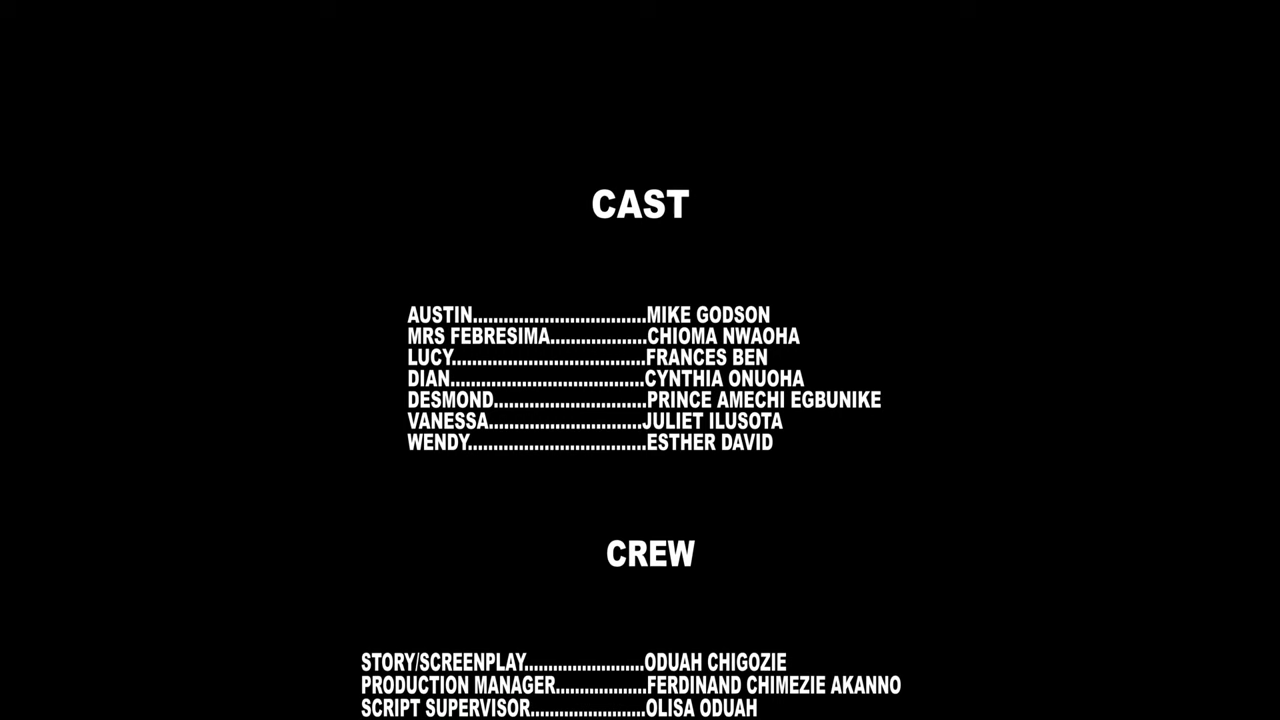 CAST
AUSTIN..................................MIKE GODSON
MRS FEBRESIMA...................CHIOMA NWAOHA
LUCY......................................FRANCES BEN
DIAN......................................CYNTHIA ONUOHA
DESMOND..............................PRINCE AMECHI EGBUNIKE
VANESSA..............................JULIET ILUSOTA
WENDY...................................ESTHER DAVID
CREW
STORY/SCREENPLAY........................ODUAH CHIGOZIE
PRODUCTION MANAGER...................FERDINAND CHIMEZIE AKANNO
SCRIPT SUPERVISOR.......................OLISA ODUAH